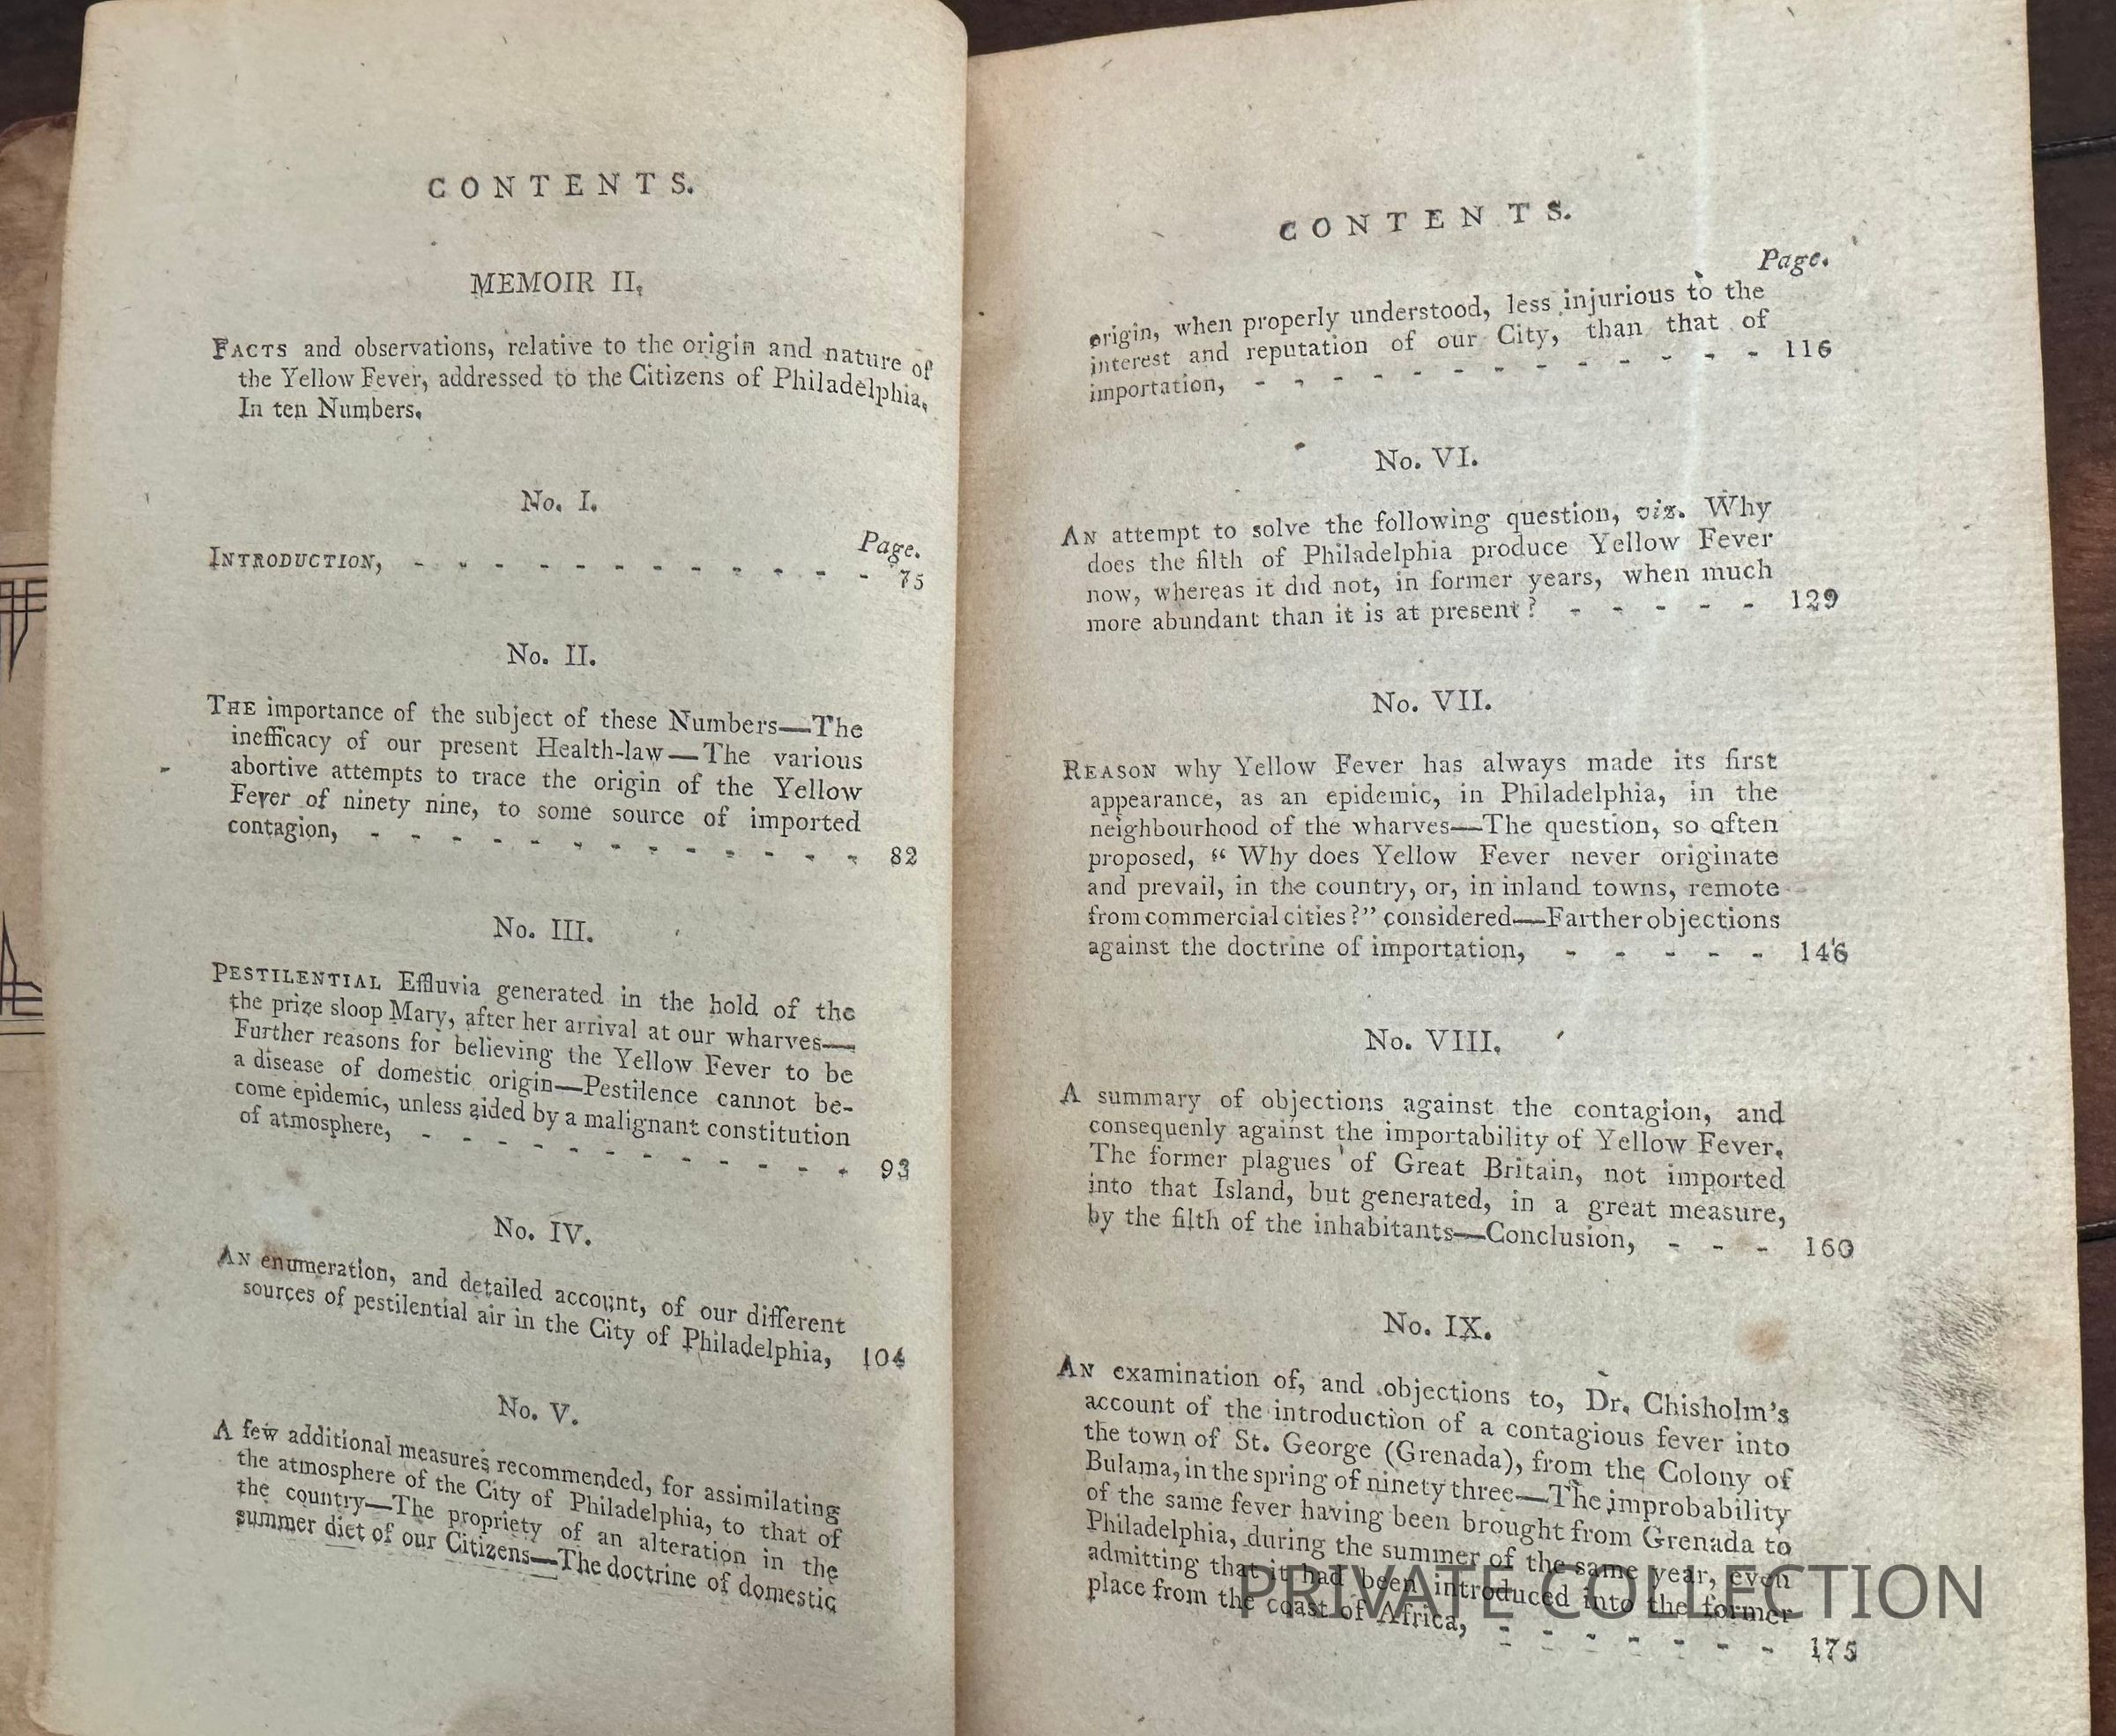 CONTENTS.
MEMOIR II.
FACTS and observations, relative to the origin and nature of
the Yellow Fever, addressed to the Citizens of Philadelphia.
In ten Numbers.
No. I.
Page.
INTRODUCTION, - - - - - - - - - - - - 75
No. II.
THE importance of the subject of these Numbers—The
inefficacy of our present Health-law—The various
abortive attempts to trace the origin of the Yellow
Fever of ninety nine, to some source of imported
contagion, - - - - - - - - - - - - - 82
No. III.
PESTILENTIAL Effluvia generated in the hold of the
the prize sloop Mary, after her arrival at our wharves—
Further reasons for believing the Yellow Fever to be
a disease of domestic origin—Pestilence cannot be-
come epidemic, unless aided by a malignant constitution
of atmosphere, - - - - - - - - - - - - 93
No. IV.
AN enumeration, and detailed account, of our different
sources of pestilential air in the City of Philadelphia, 104
No. V.
A few additional measures recommended, for assimilating
the atmosphere of the City of Philadelphia, to that of
the country—The propriety of an alteration in the
summer diet of our Citizens—The doctrine of domestic
CONTENTS.
Page.
origin, when properly understood, less injurious to the
interest and reputation of our City, than that of
importation, - - - - - - - - - - - - - 116
No. VI.
AN attempt to solve the following question, viz. Why
does the filth of Philadelphia produce Yellow Fever
now, whereas it did not, in former years, when much
more abundant than it is at present? - - - - - 129
No. VII.
REASON why Yellow Fever has always made its first
appearance, as an epidemic, in Philadelphia, in the
neighbourhood of the wharves—The question, so often
proposed, “ Why does Yellow Fever never originate
and prevail, in the country, or, in inland towns, remote
from commercial cities?” considered—Farther objections
against the doctrine of importation, - - - - - 146
No. VIII.
A summary of objections against the contagion, and
consequenly against the importability of Yellow Fever.
The former plagues of Great Britain, not imported
into that Island, but generated, in a great measure,
by the filth of the inhabitants—Conclusion, - - - 160
No. IX.
AN examination of, and objections to, Dr. Chisholm's
account of the introduction of a contagious fever into
the town of St. George (Grenada), from the Colony of
Bulama, in the spring of ninety three—The improbability
of the same fever having been brought from Grenada to
Philadelphia, during the summer of the same year, even
admitting that it had been introduced into the former
place from the coast of Africa, - - - - - - - 175
PRIVATE COLLECTION